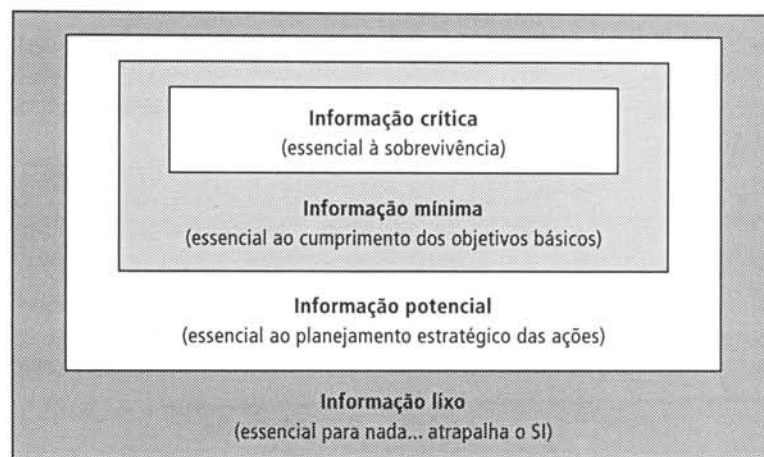 Informação crítica
(essencial à sobrevivência)
Informação mínima
(essencial ao cumprimento dos objetivos básicos)
Informação potencial
(essencial ao planejamento estratégico das ações)
Informação lixo
(essencial para nada... atrapalha o SI)